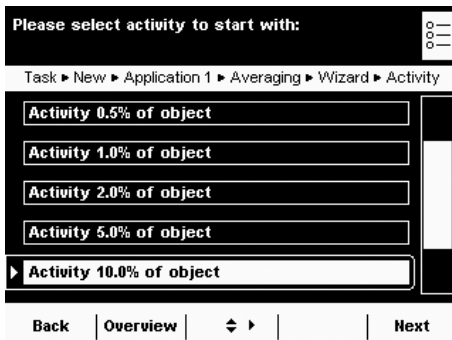 Please select activity to start with:
Task ▸ New ▸ Application 1 ▸ Averaging ▸ Wizard ▸ Activity
Activity 0.5% of object
Activity 1.0% of object
Activity 2.0% of object
Activity 5.0% of object
Activity 10.0% of object
Back Overview Next